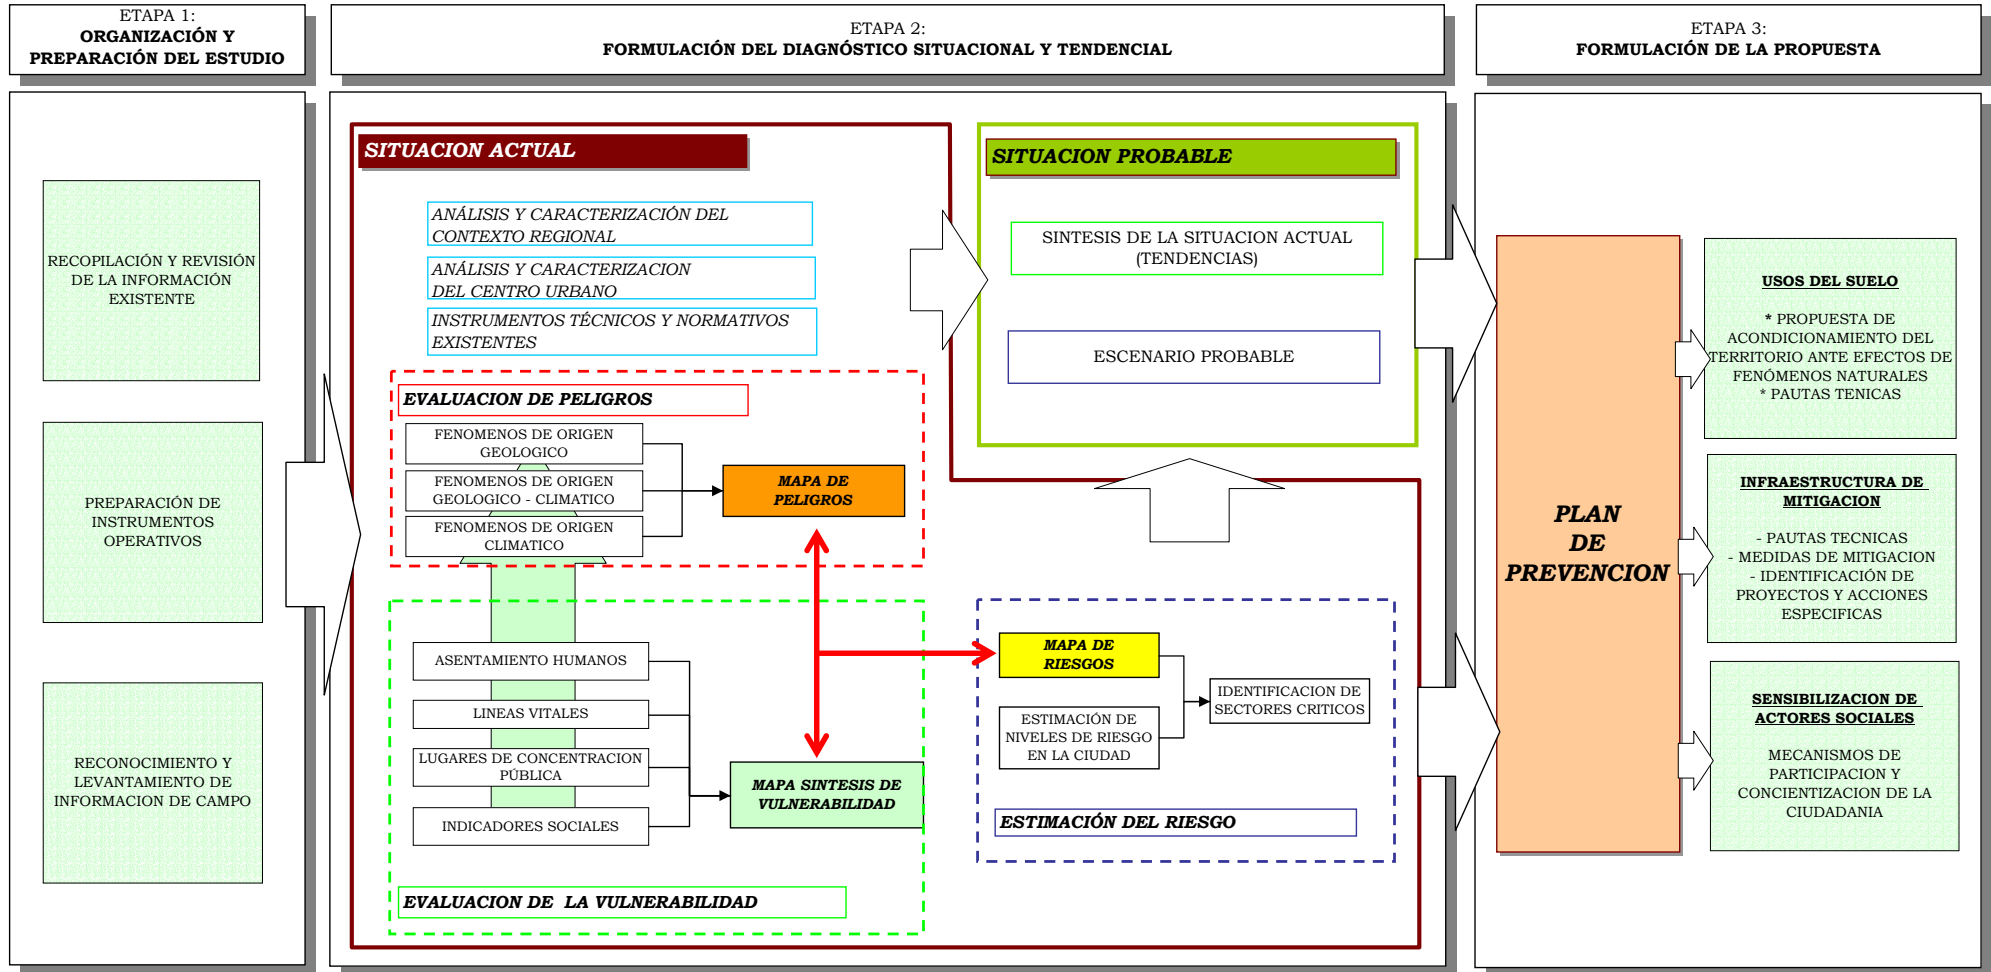 ETAPA 1:
ORGANIZACIÓN Y
PREPARACIÓN DEL ESTUDIO
ETAPA 2:
FORMULACIÓN DEL DIAGNÓSTICO SITUACIONAL Y TENDENCIAL
ETAPA 3:
FORMULACIÓN DE LA PROPUESTA
RECOPILACIÓN Y REVISIÓN
DE LA INFORMACIÓN
EXISTENTE
PREPARACIÓN DE
INSTRUMENTOS
OPERATIVOS
RECONOCIMIENTO Y
LEVANTAMIENTO DE
INFORMACION DE CAMPO
SITUACION ACTUAL
ANÁLISIS Y CARACTERIZACIÓN DEL
CONTEXTO REGIONAL
ANÁLISIS Y CARACTERIZACION
DEL CENTRO URBANO
INSTRUMENTOS TÉCNICOS Y NORMATIVOS
EXISTENTES
EVALUACION DE PELIGROS
FENOMENOS DE ORIGEN
GEOLOGICO
FENOMENOS DE ORIGEN
GEOLOGICO - CLIMATICO
FENOMENOS DE ORIGEN
CLIMATICO
MAPA DE
PELIGROS
ASENTAMIENTO HUMANOS
LINEAS VITALES
LUGARES DE CONCENTRACION
PÚBLICA
INDICADORES SOCIALES
MAPA SINTESIS DE
VULNERABILIDAD
EVALUACION DE  LA VULNERABILIDAD
SITUACION PROBABLE
SINTESIS DE LA SITUACION ACTUAL
(TENDENCIAS)
ESCENARIO PROBABLE
MAPA DE
RIESGOS
ESTIMACIÓN DE
NIVELES DE RIESGO
EN LA CIUDAD
IDENTIFICACION DE
SECTORES CRITICOS
ESTIMACIÓN DEL RIESGO
PLAN
DE
PREVENCION
USOS DEL SUELO
* PROPUESTA DE
ACONDICIONAMIENTO DEL
TERRITORIO ANTE EFECTOS DE
FENÓMENOS NATURALES
* PAUTAS TENICAS
INFRAESTRUCTURA DE
MITIGACION
- PAUTAS TECNICAS
- MEDIDAS DE MITIGACION
- IDENTIFICACIÓN DE
PROYECTOS Y ACCIONES
ESPECIFICAS
SENSIBILIZACION DE
ACTORES SOCIALES
MECANISMOS DE
PARTICIPACION Y
CONCIENTIZACION DE LA
CIUDADANIA